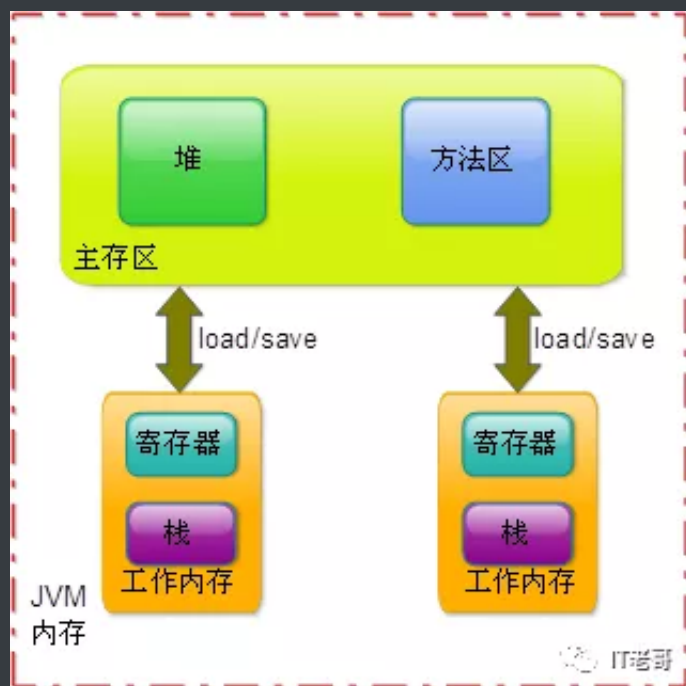 堆
方法区
主存区
load/save
load/save
寄存器
寄存器
栈
栈
工作内存
工作内存
JVM
内存
IT老哥